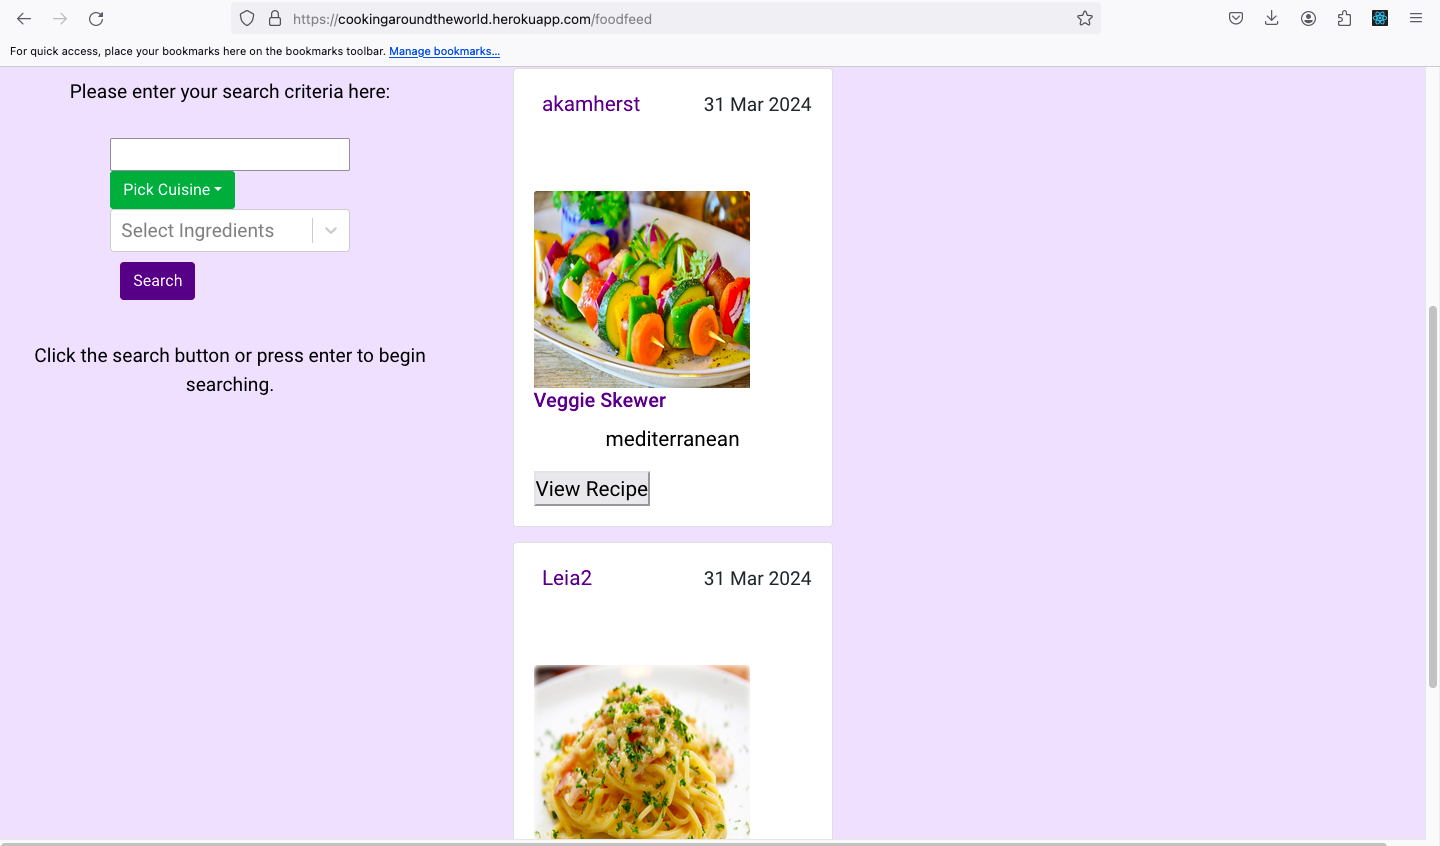 https://cookingaroundtheworld.herokuapp.com/foodfeed
For quick access, place your bookmarks here on the bookmarks toolbar. Manage bookmarks...
Please enter your search criteria here:
Pick Cuisine
Select Ingredients
Search
Click the search button or press enter to begin
searching.
akamherst 31 Mar 2024
Veggie Skewer
mediterranean
View Recipe
Leia2 31 Mar 2024